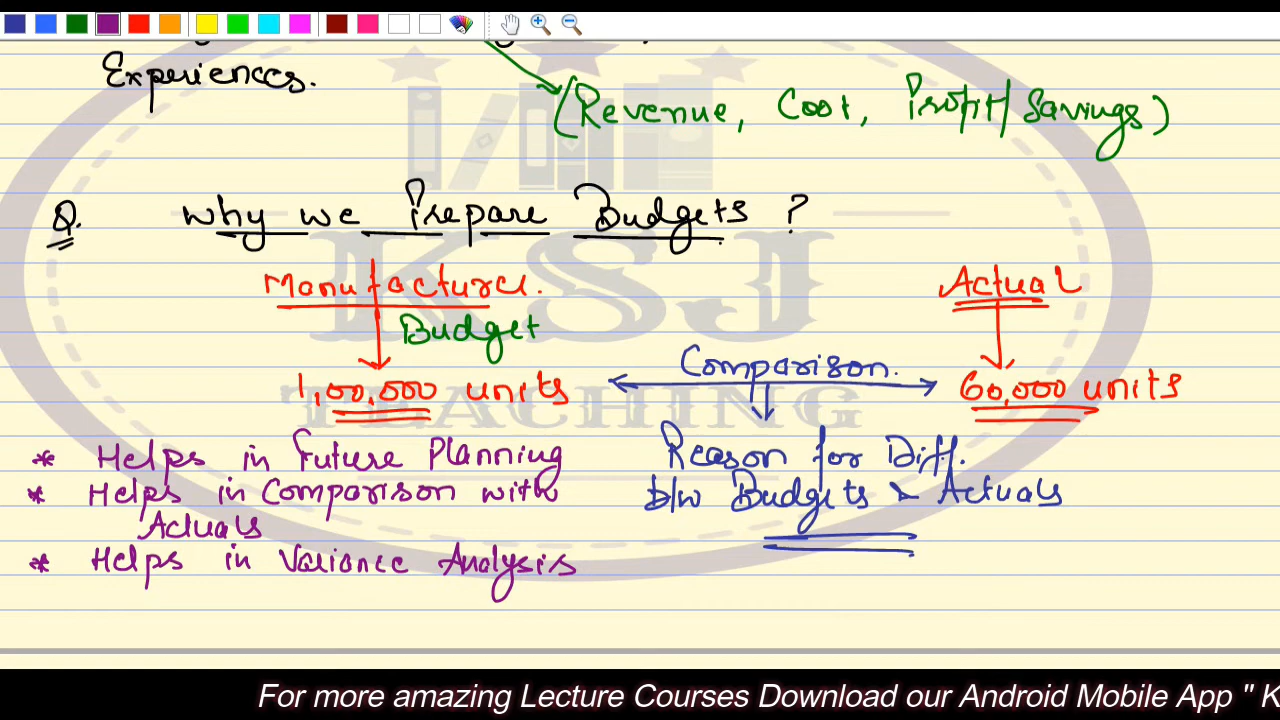 Experiences.
(Revenue, Cost, Profit/Savings)
Q. Why we Prepare Budgets ?
Manufacturer. Actual
Budget
Comparison.
1,00,000 units 60,000 units
* Helps in Future Planning
Reason for Diff.
* Helps in Comparison with
Actuals
b/w Budgets & Actuals
* Helps in Variance Analysis
KSJ
TEACHING
For more amazing Lecture Courses Download our Android Mobile App " K